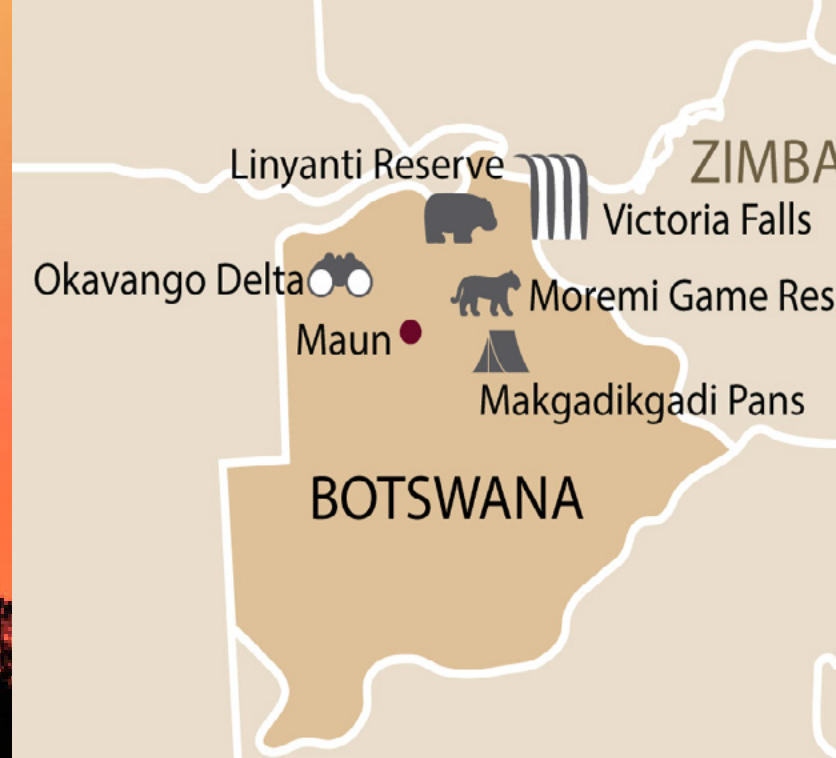 Linyanti Reserve
ZIMBA
Victoria Falls
Okavango Delta
Moremi Game Res
Maun
Makgadikgadi Pans
BOTSWANA